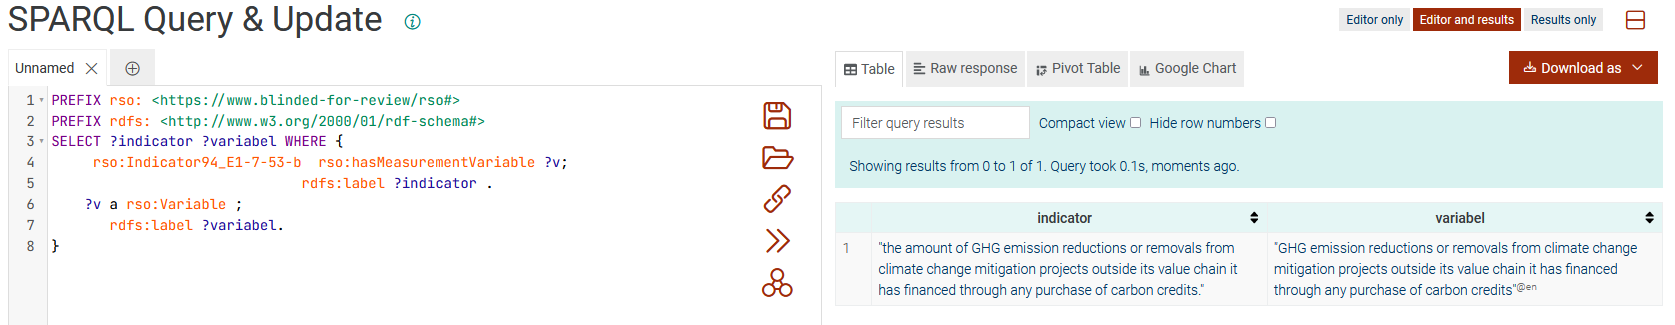 SPARQL Query & Update
Editor only
Editor and results
Results only
Unnamed
1 PREFIX rso: <https://www.blinded-for-review/rso#>
2 PREFIX rdfs: <http://www.w3.org/2000/01/rdf-schema#>
3 SELECT ?indicator ?variabel WHERE {
4 rso:Indicator94_E1-7-53-b rso:hasMeasurementVariable ?v;
5 rdfs:label ?indicator .
6 ?v a rso:Variable ;
7 rdfs:label ?variabel.
8 }
Table
Raw response
Pivot Table
Google Chart
Download as
Filter query results
Compact view
Hide row numbers
Showing results from 0 to 1 of 1. Query took 0.1s, moments ago.
indicator
variabel
1
"the amount of GHG emission reductions or removals from
climate change mitigation projects outside its value chain it
has financed through any purchase of carbon credits."
"GHG emission reductions or removals from climate change
mitigation projects outside its value chain it has financed
through any purchase of carbon credits"@en